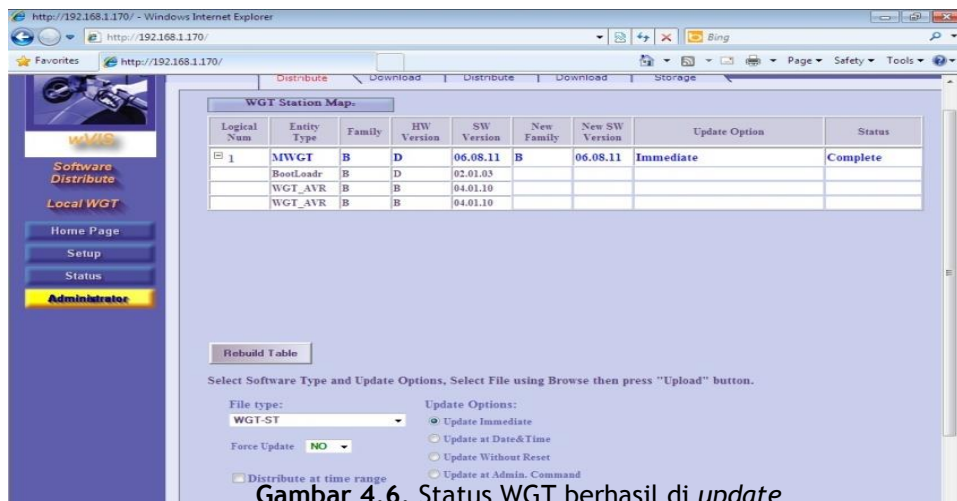 http://192.168.1.170/ - Windows Internet Explorer
http://192.168.1.170/
Bing
Favorites http://192.168.1.170/ Page Safety Tools
Distribute Download Distribute Download Storage
WGT Station Map.
Logical Num Entity Type Family HW Version SW Version New Family New SW Version Update Option Status
1 MWGT B D 06.08.11 B 06.08.11 Immediate Complete
BootLoadr B D 02.01.03
WGT_AVR B B 04.01.10
WGT_AVR B B 04.01.10
wVIS
Software
Distribute
Local WGT
Home Page
Setup
Status
Administrator
Rebuild Table
Select Software Type and Update Options, Select File using Browse then press "Upload" button.
File type: Update Options:
WGT-ST Update Immediate
Update at Date&Time
Force Update NO
Update Without Reset
Distribute at time range Update at Admin. Command
Gambar 4.6. Status WGT berhasil di update